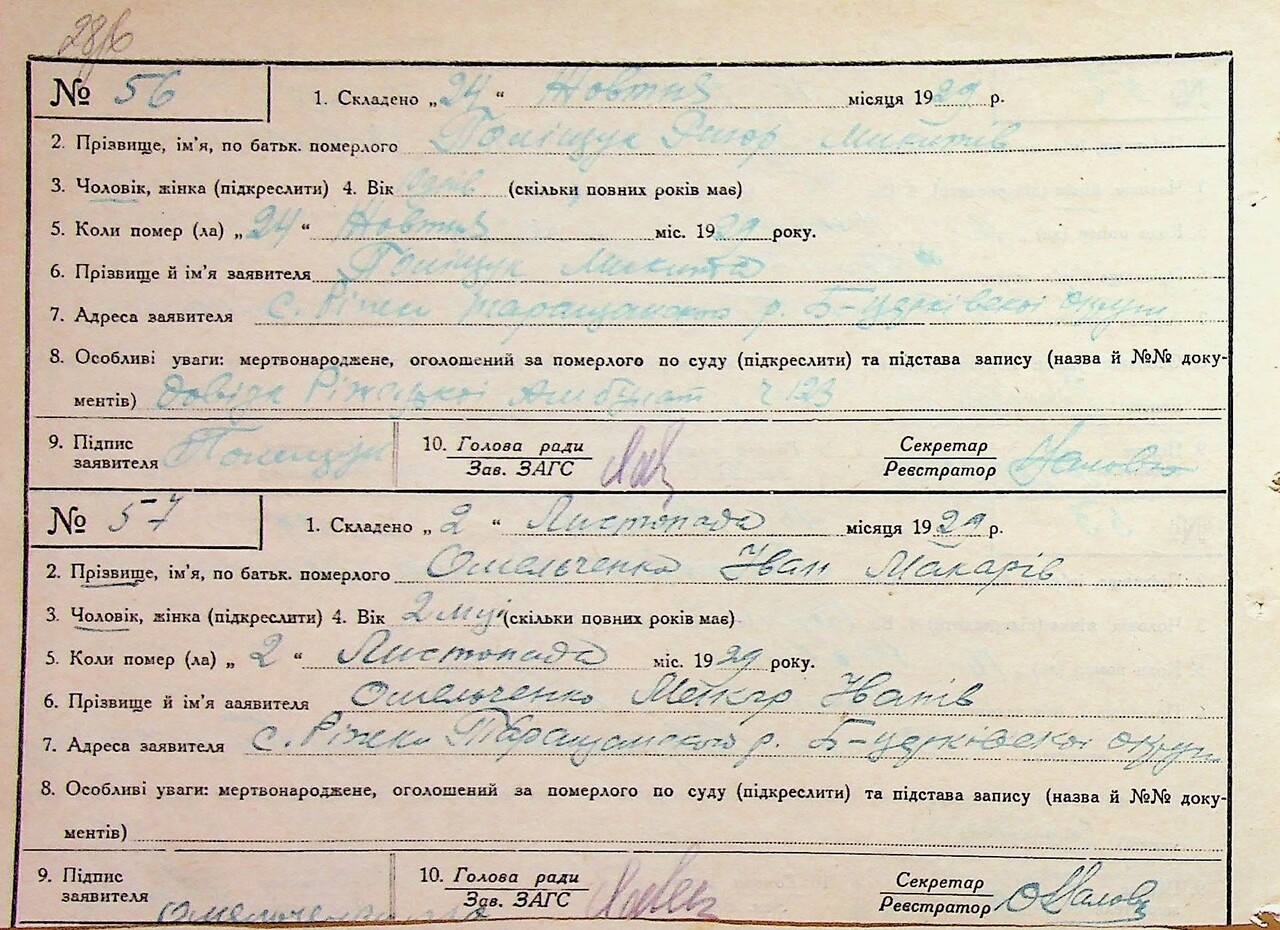 № 56 1. Складено „24“ Жовтня місяця 1929 р.
2. Прізвище, ім'я, по батьк. померлого Поліщук Микитів
3. Чоловік, жінка (підкреслити) 4. Вік (скільки повних років має)
5. Коли помер (ла) „24“ Жовтня міс. 1929 року.
6. Прізвище й ім'я заявителя Поліщук Микита
7. Адреса заявителя с. Ріжки Таращанського р. Б-церківської округи
8. Особливі уваги: мертвонароджене, оголошений за померлого по суду (підкреслити) та підстава запису (назва й №№ доку-
ментів) Довідка Ріжецької Амбулат ч 123
9. Підпис 10. Голова ради Секретар
заявителя Поліщук Зав. ЗАГС Реєстратор
№ 57 1. Складено „2“ Листопада місяця 1929 р.
2. Прізвище, ім'я, по батьк. померлого Омельченко Іван Макарів
3. Чоловік, жінка (підкреслити) 4. Вік 2 міс (скільки повних років має)
5. Коли помер (ла) „2“ Листопада міс. 1929 року.
6. Прізвище й ім'я заявителя Омельченко Макар Іванів
7. Адреса заявителя с. Ріжки Таращанського р. Б-церківської округи
8. Особливі уваги: мертвонароджене, оголошений за померлого по суду (підкреслити) та підстава запису (назва й №№ доку-
ментів)
9. Підпис 10. Голова ради Секретар
заявителя Зав. ЗАГС Реєстратор